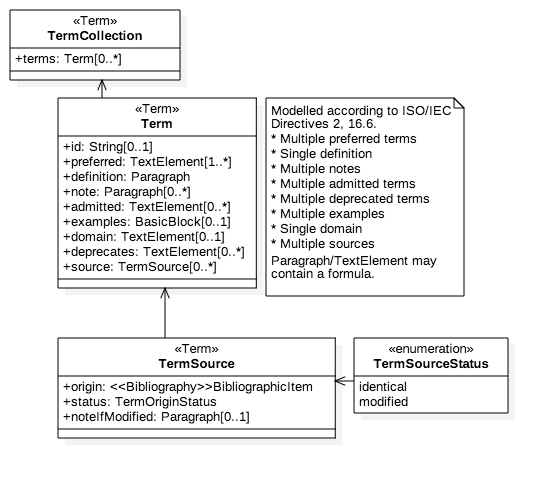 «Term»
TermCollection
+terms: Term[0..*]
«Term»
Term
+id: String[0..1]
+preferred: TextElement[1..*]
+definition: Paragraph
+note: Paragraph[0..*]
+admitted: TextElement[0..*]
+examples: BasicBlock[0..1]
+domain: TextElement[0..1]
+deprecates: TextElement[0..*]
+source: TermSource[0..*]
Modelled according to ISO/IEC
Directives 2, 16.6.
* Multiple preferred terms
* Single definition
* Multiple notes
* Multiple admitted terms
* Multiple deprecated terms
* Multiple examples
* Single domain
* Multiple sources
Paragraph/TextElement may
contain a formula.
«Term»
TermSource
+origin: <<Bibliography>>BibliographicItem
+status: TermOriginStatus
+noteIfModified: Paragraph[0..1]
«enumeration»
TermSourceStatus
identical
modified